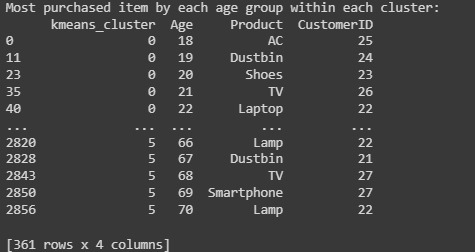 Most purchased item by each age group within each cluster:
kmeans_cluster Age Product CustomerID
0 0 18 AC 25
11 0 19 Dustbin 24
23 0 20 Shoes 23
35 0 21 TV 26
40 0 22 Laptop 22
... ... ... ... ...
2820 5 66 Lamp 22
2828 5 67 Dustbin 21
2843 5 68 TV 27
2850 5 69 Smartphone 27
2856 5 70 Lamp 22
[361 rows x 4 columns]